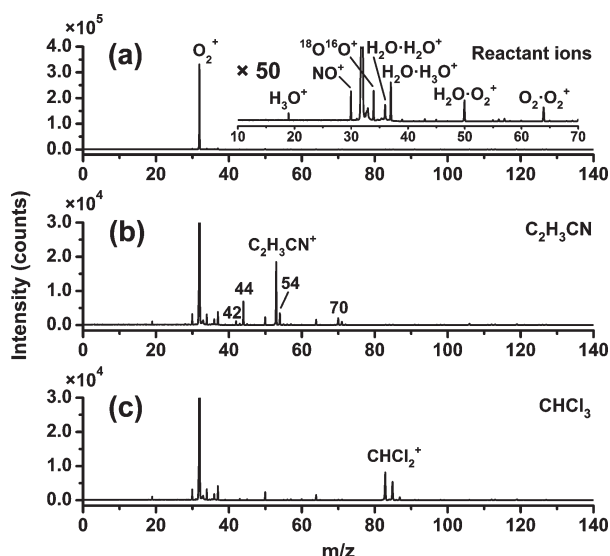 ×10⁵
4.0
3.0
2.0
1.0
0.0
(a)
O₂⁺
× 50
Reactant ions
H₃O⁺
NO⁺
¹⁸O¹⁶O⁺
H₂O·H₂O⁺
H₂O·H₃O⁺
H₂O·O₂⁺
O₂·O₂⁺
10 20 30 40 50 60 70
0 20 40 60 80 100 120 140
Intensity (counts)
×10⁴
3.0
2.0
1.0
0.0
(b)
C₂H₃CN⁺
C₂H₃CN
42
44
54
70
0 20 40 60 80 100 120 140
×10⁴
3.0
2.0
1.0
0.0
(c)
CHCl₃
CHCl₂⁺
0 20 40 60 80 100 120 140
m/z